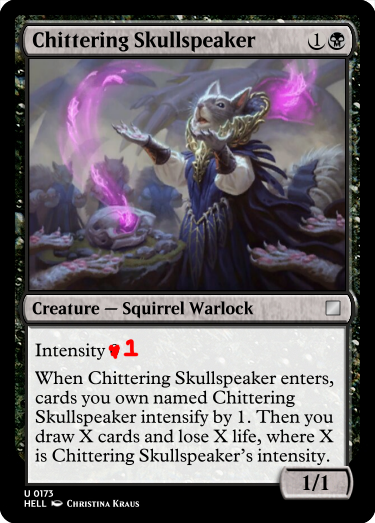 Chittering Skullspeaker 1
Creature — Squirrel Warlock
Intensity 1
When Chittering Skullspeaker enters,
cards you own named Chittering
Skullspeaker intensify by 1. Then you
draw X cards and lose X life, where X
is Chittering Skullspeaker's intensity.
1/1
U 0173
HELL Christina Kraus